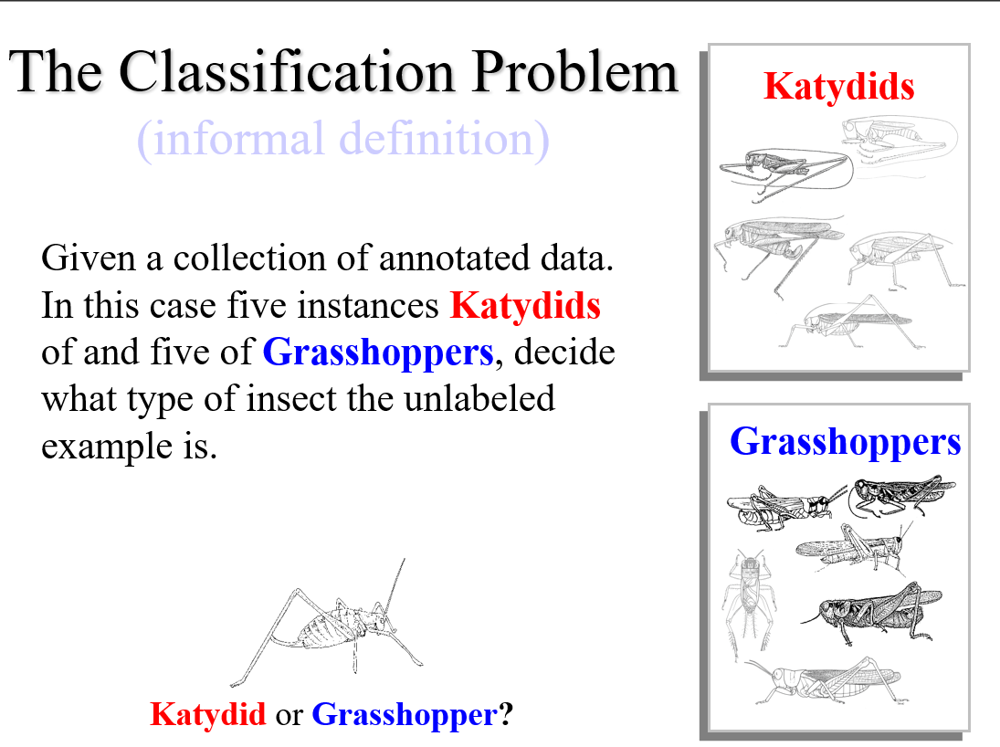 The Classification Problem
(informal definition)
Given a collection of annotated data.
In this case five instances Katydids
of and five of Grasshoppers, decide
what type of insect the unlabeled
example is.
Katydid or Grasshopper?
Katydids
Grasshoppers